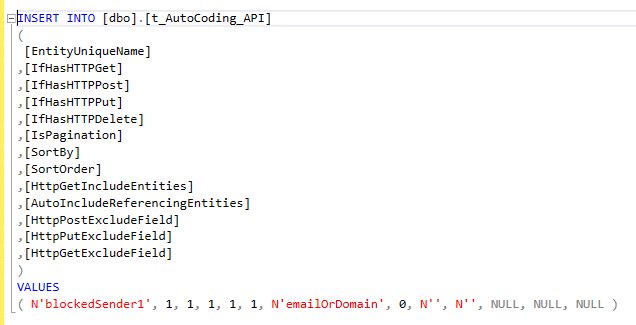 INSERT INTO [dbo].[t_AutoCoding_API]
(
[EntityUniqueName]
,[IfHasHTTPGet]
,[IfHasHTTPPost]
,[IfHasHTTPPut]
,[IfHasHTTPDelete]
,[IsPagination]
,[SortBy]
,[SortOrder]
,[HttpGetIncludeEntities]
,[AutoIncludeReferencingEntities]
,[HttpPostExcludeField]
,[HttpPutExcludeField]
,[HttpGetExcludeField]
)
VALUES
( N'blockedSender1', 1, 1, 1, 1, 1, N'emailOrDomain', 0, N'', N'', NULL, NULL, NULL )